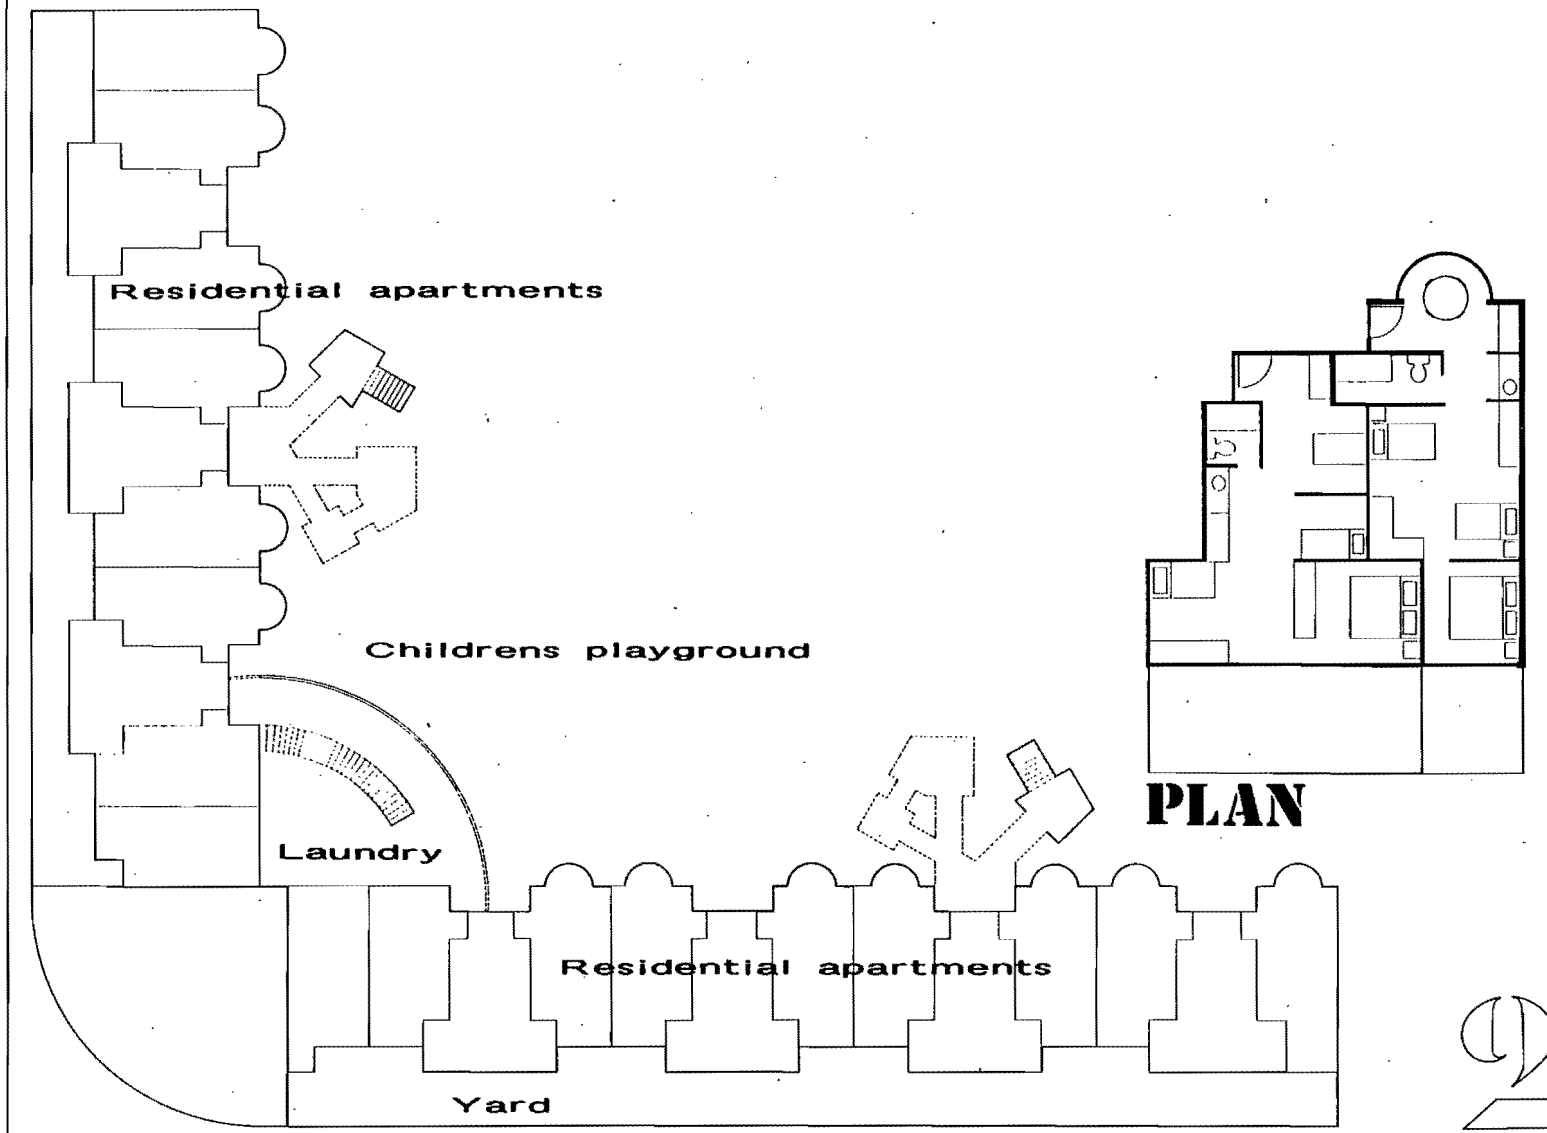 Residential apartments
Childrens playground
PLAN
Laundry
Residential apartments
Yard